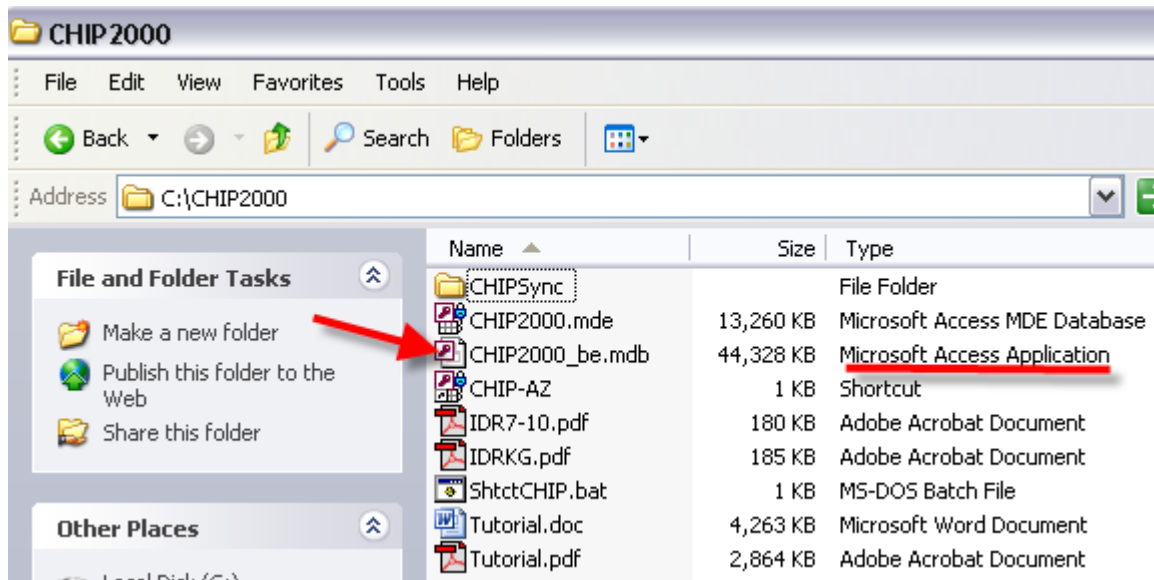 CHIP2000
File Edit View Favorites Tools Help
Back Search Folders
Address C:\CHIP2000
Name Size Type
File and Folder Tasks
Make a new folder
Publish this folder to the
Web
Share this folder
Other Places
Local Disk (C:)
CHIPSync File Folder
CHIP2000.mde 13,260 KB Microsoft Access MDE Database
CHIP2000_be.mdb 44,328 KB Microsoft Access Application
CHIP-AZ 1 KB Shortcut
IDR7-10.pdf 180 KB Adobe Acrobat Document
IDRKG.pdf 185 KB Adobe Acrobat Document
ShtctCHIP.bat 1 KB MS-DOS Batch File
Tutorial.doc 4,263 KB Microsoft Word Document
Tutorial.pdf 2,864 KB Adobe Acrobat Document